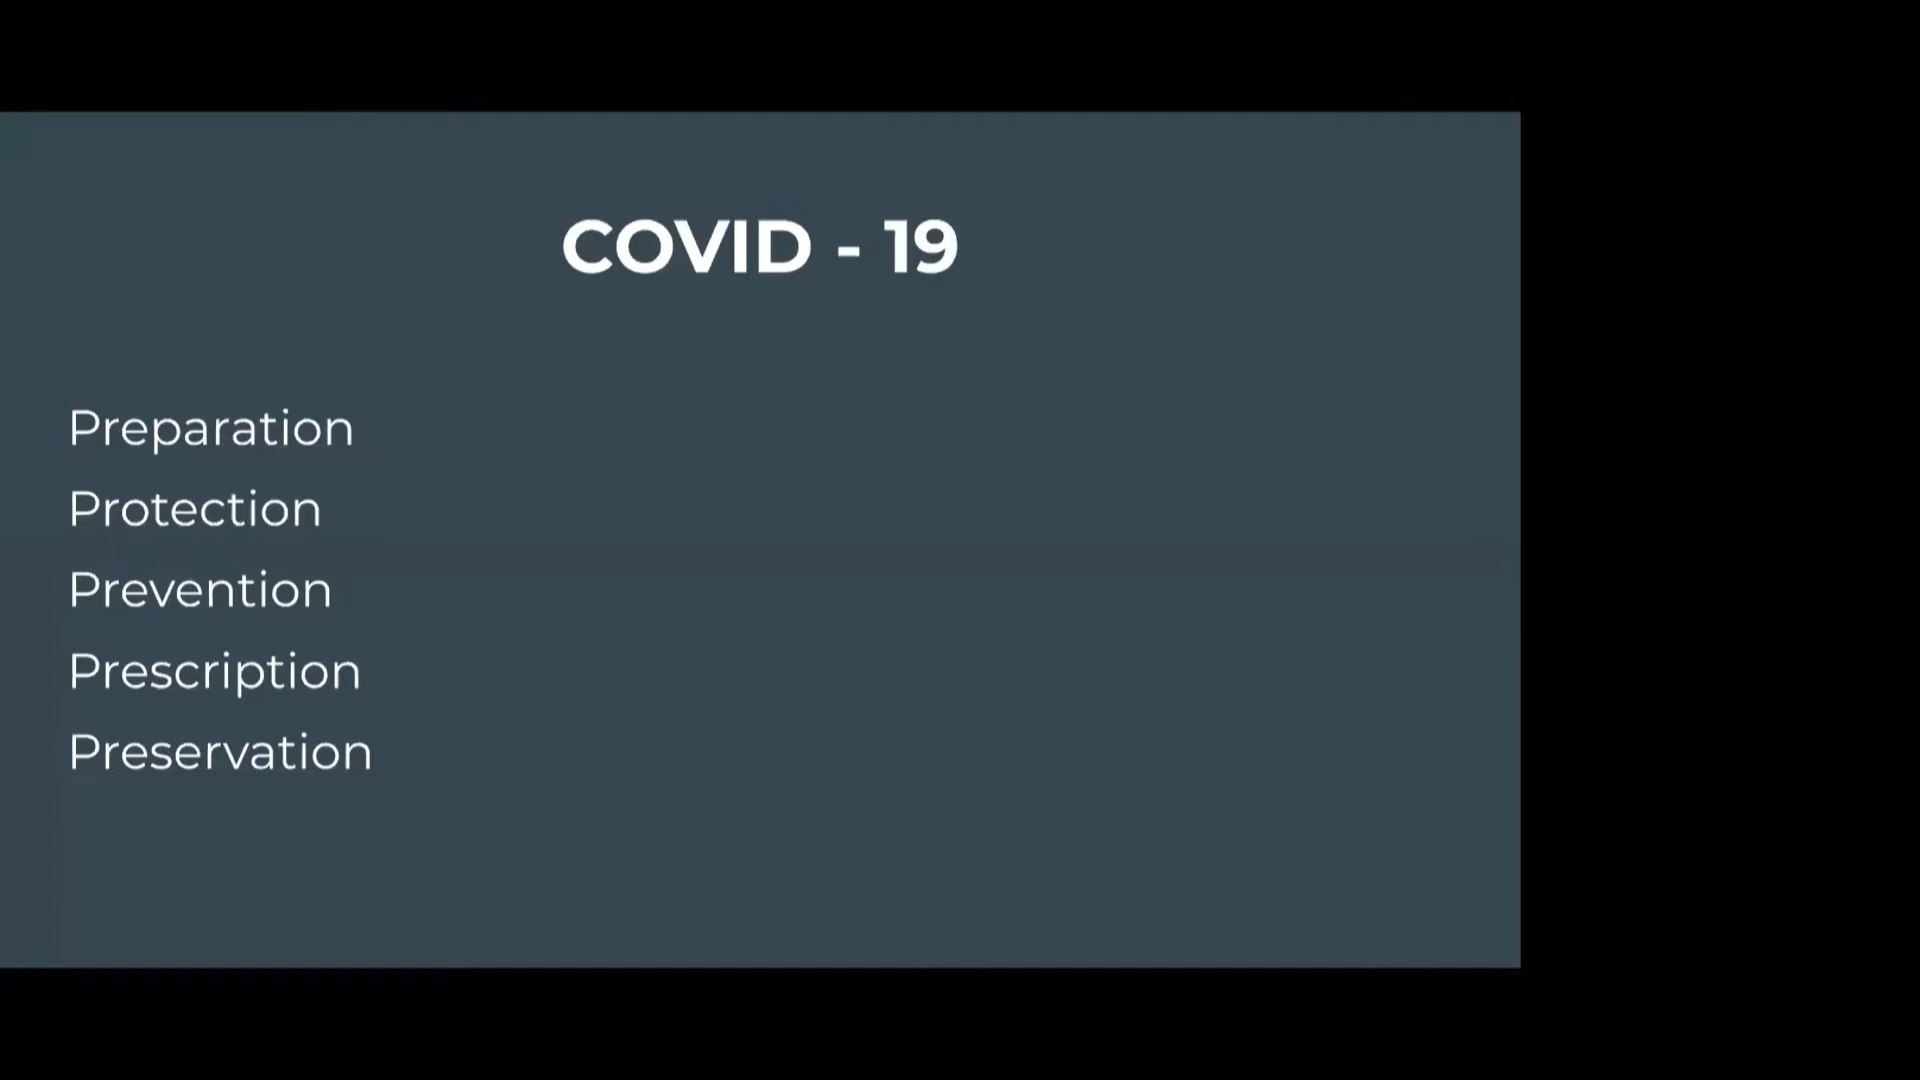 COVID - 19
Preparation
Protection
Prevention
Prescription
Preservation